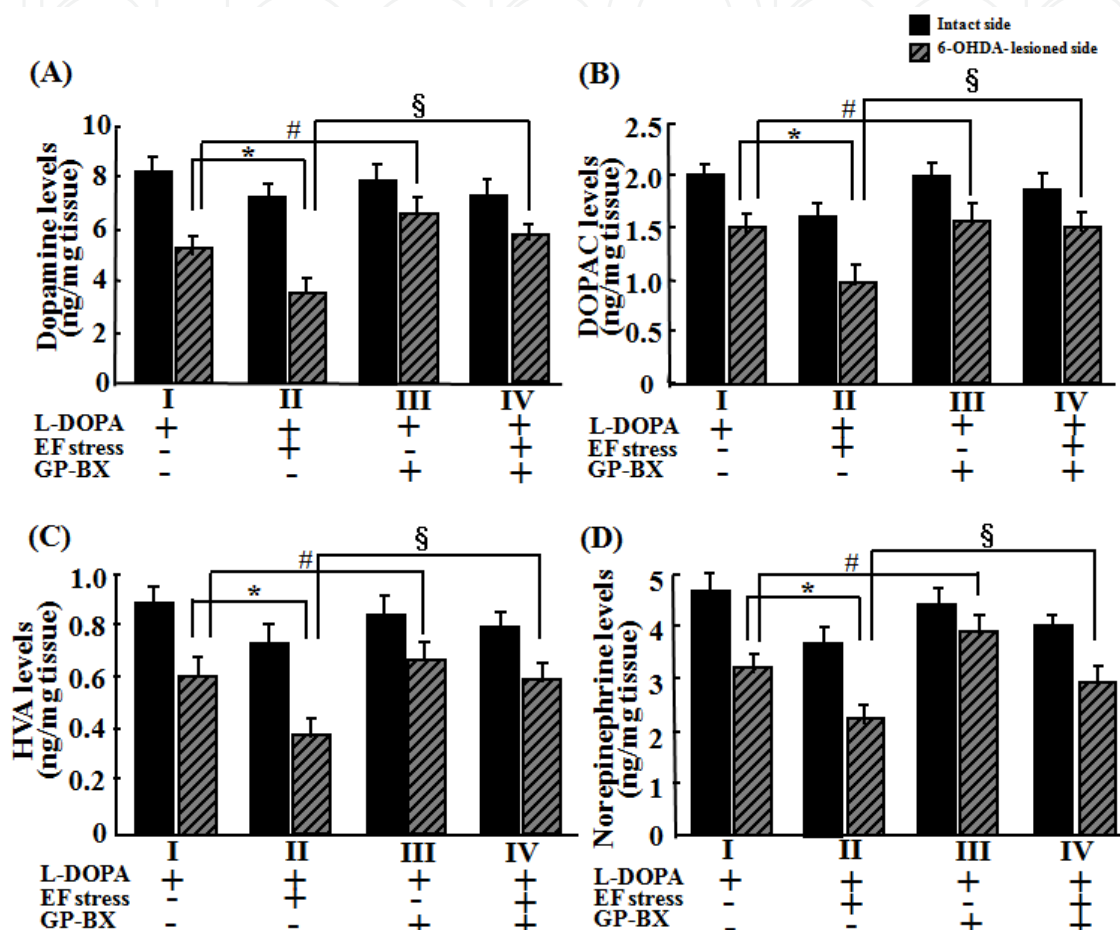 Intact side
6-OHDA-lesioned side
(A)
Dopamine levels
(ng/mg tissue)
10
8
6
4
2
0
*
#
§
I II III IV
L-DOPA + + + +
EF stress - + - +
GP-BX - - + +
(B)
DOPAC levels
(ng/mg tissue)
2.5
2.0
1.5
1.0
0.5
0
*
#
§
I II III IV
L-DOPA + + + +
EF stress - + - +
GP-BX - - + +
(C)
HVA levels
(ng/mg tissue)
1.0
0.8
0.6
0.4
0.2
0
*
#
§
I II III IV
L-DOPA + + + +
EF stress - + - +
GP-BX - - + +
(D)
Norepinephrine levels
(ng/mg tissue)
5
4
3
2
1
0
*
#
§
I II III IV
L-DOPA + + + +
EF stress - + - +
GP-BX - - + +